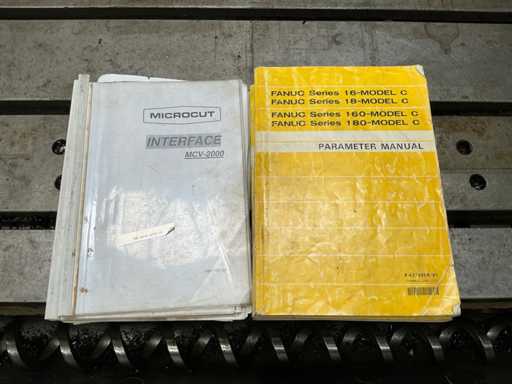 MICROCUT
INTERFACE
MCV-2000
FANUC Series 16-MODEL C
FANUC Series 18-MODEL C
FANUC Series 160-MODEL C
FANUC Series 180-MODEL C
PARAMETER MANUAL